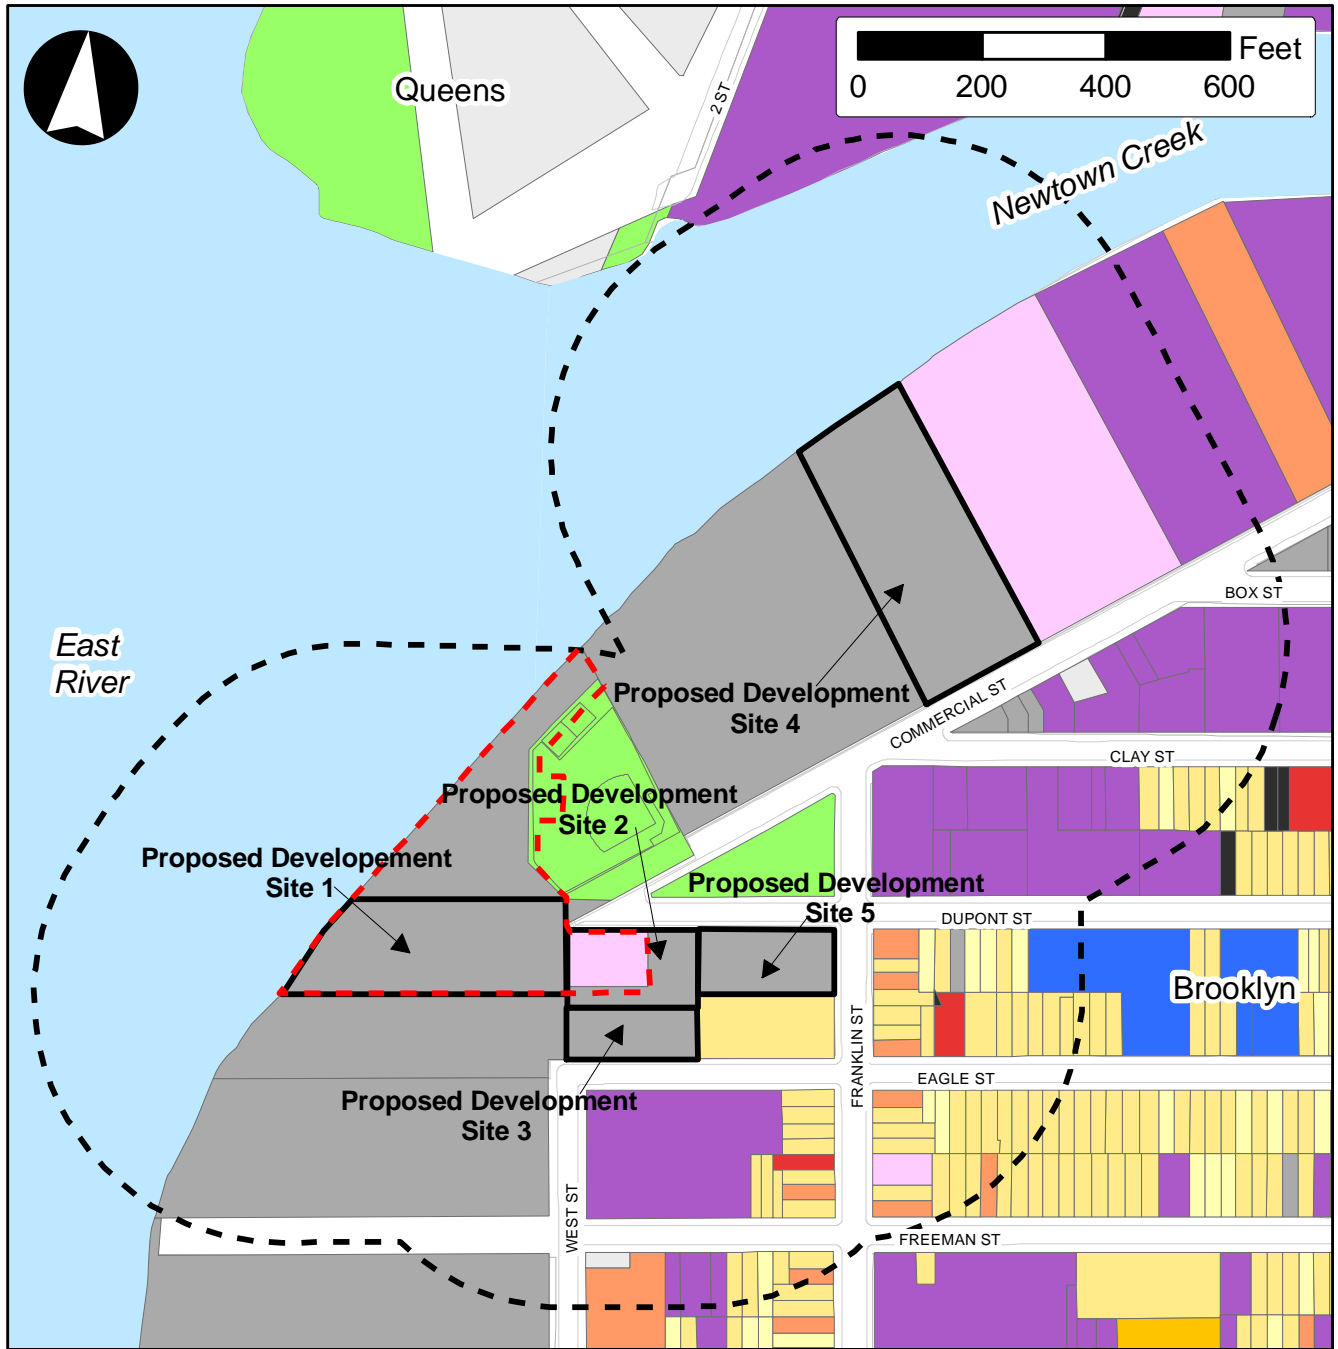 Queens
2 ST
Feet
0 200 400 600
Newtown Creek
East
River
BOX ST
Proposed Development
Site 4
COMMERCIAL ST
CLAY ST
Proposed Development
Site 2
Proposed Developement
Site 1
Proposed Development
Site 5
DUPONT ST
Brooklyn
FRANKLIN ST
EAGLE ST
Proposed Development
Site 3
WEST ST
FREEMAN ST